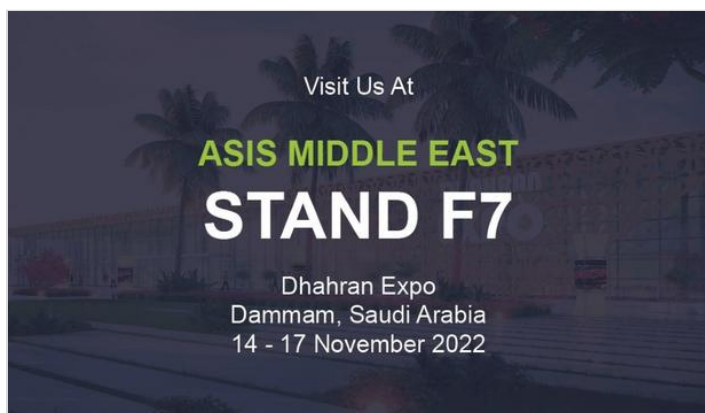 Visit Us At
ASIS MIDDLE EAST
STAND F7
Dhahran Expo
Dammam, Saudi Arabia
14 - 17 November 2022